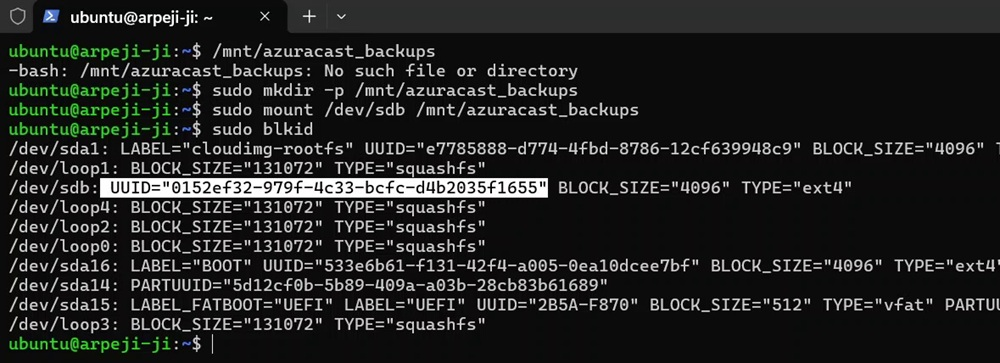 ubuntu@arpeji-ji: ~
ubuntu@arpeji-ji:~$ /mnt/azuracast_backups
-bash: /mnt/azuracast_backups: No such file or directory
ubuntu@arpeji-ji:~$ sudo mkdir -p /mnt/azuracast_backups
ubuntu@arpeji-ji:~$ sudo mount /dev/sdb /mnt/azuracast_backups
ubuntu@arpeji-ji:~$ sudo blkid
/dev/sda1: LABEL="cloudimg-rootfs" UUID="e7785888-d774-4fbd-8786-12cf639948c9" BLOCK_SIZE="4096" T
/dev/loop1: BLOCK_SIZE="131072" TYPE="squashfs"
/dev/sdb: UUID="0152ef32-979f-4c33-bcfc-d4b2035f1655" BLOCK_SIZE="4096" TYPE="ext4"
/dev/loop4: BLOCK_SIZE="131072" TYPE="squashfs"
/dev/loop2: BLOCK_SIZE="131072" TYPE="squashfs"
/dev/loop0: BLOCK_SIZE="131072" TYPE="squashfs"
/dev/sda16: LABEL="BOOT" UUID="533e6b61-f131-42f4-a005-0ea10dcee7bf" BLOCK_SIZE="4096" TYPE="ext4"
/dev/sda14: PARTUUID="5d12cf0b-5b89-409a-a03b-28cb83b61689"
/dev/sda15: LABEL_FATBOOT="UEFI" LABEL="UEFI" UUID="2B5A-F870" BLOCK_SIZE="512" TYPE="vfat" PARTUU
/dev/loop3: BLOCK_SIZE="131072" TYPE="squashfs"
ubuntu@arpeji-ji:~$